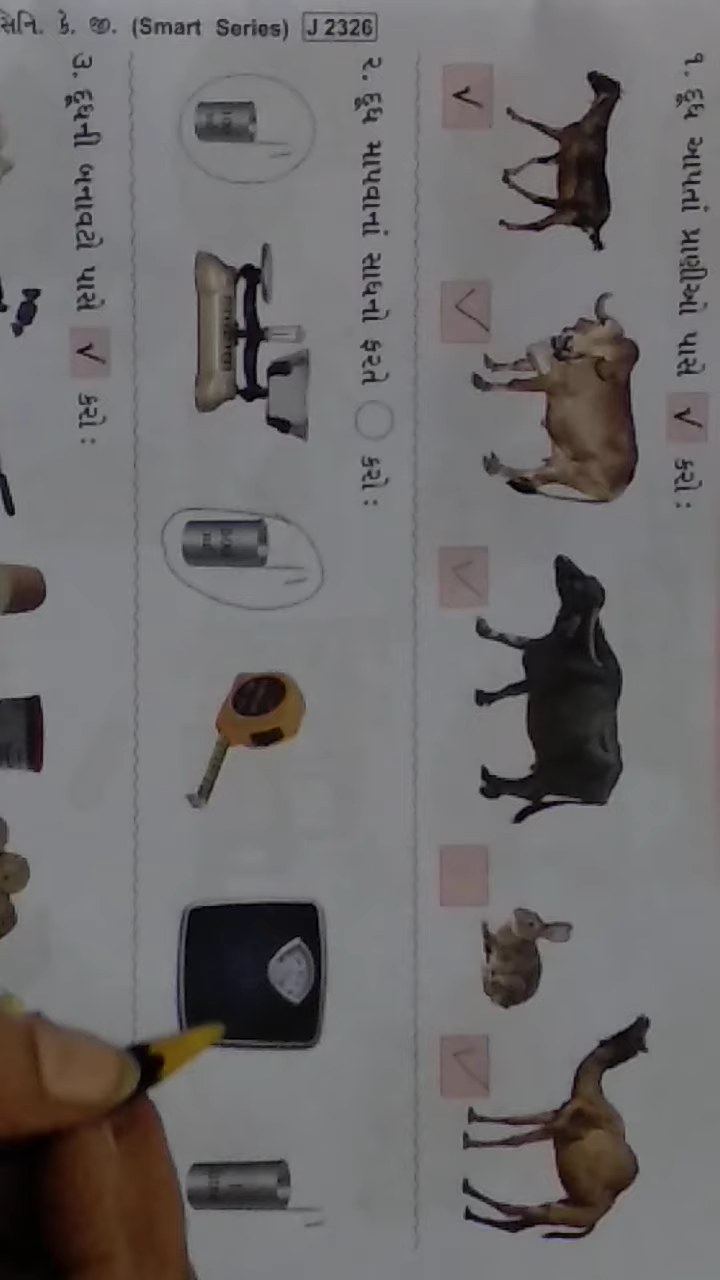 સિનિ. કે. જી. (Smart Series) J 2326
૧. દૂધ આપતાં પ્રાણીઓ પાસે ✓ કરો :
૨. દૂધ માપવાનાં સાધનો ફરતે ○ કરો :
૩. દૂધની બનાવટો પાસે ✓ કરો :